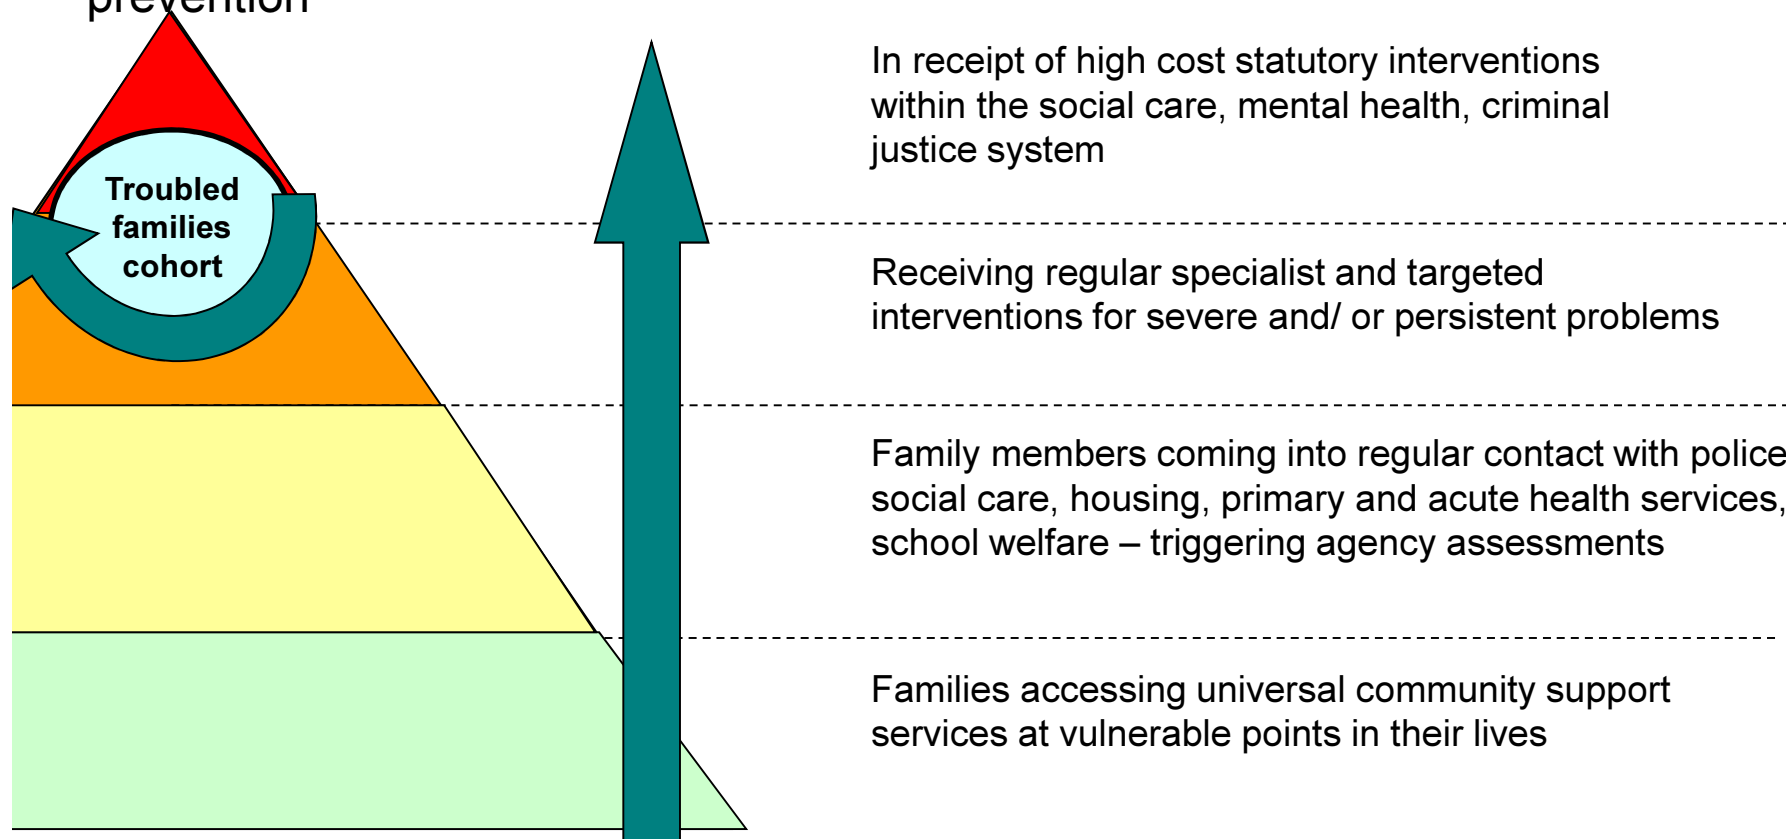 prevention
In receipt of high cost statutory interventions
within the social care, mental health, criminal
justice system
Troubled
families
cohort
Receiving regular specialist and targeted
interventions for severe and/ or persistent problems
Family members coming into regular contact with police
social care, housing, primary and acute health services,
school welfare – triggering agency assessments
Families accessing universal community support
services at vulnerable points in their lives